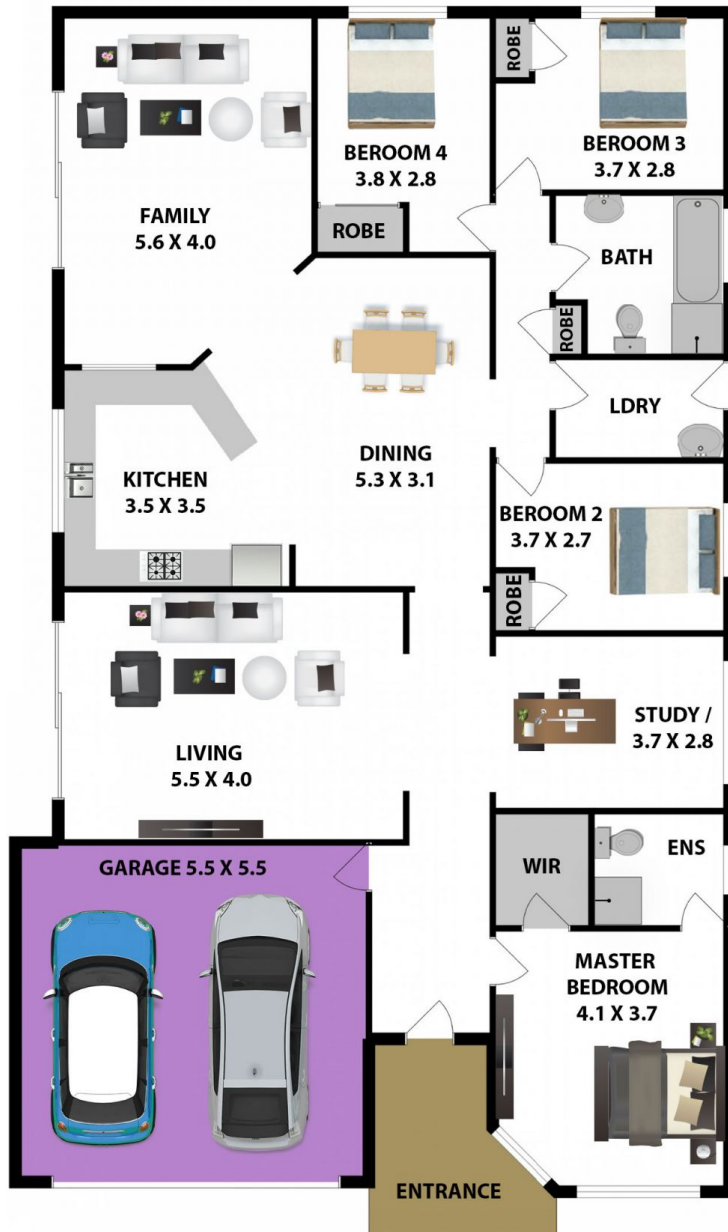 ROBE
BEROOM 4
3.8 X 2.8
BEROOM 3
3.7 X 2.8
FAMILY
5.6 X 4.0
ROBE
BATH
ROBE
LDRY
DINING
5.3 X 3.1
KITCHEN
3.5 X 3.5
BEROOM 2
3.7 X 2.7
ROBE
STUDY /
3.7 X 2.8
LIVING
5.5 X 4.0
GARAGE 5.5 X 5.5
WIR
ENS
MASTER
BEDROOM
4.1 X 3.7
ENTRANCE